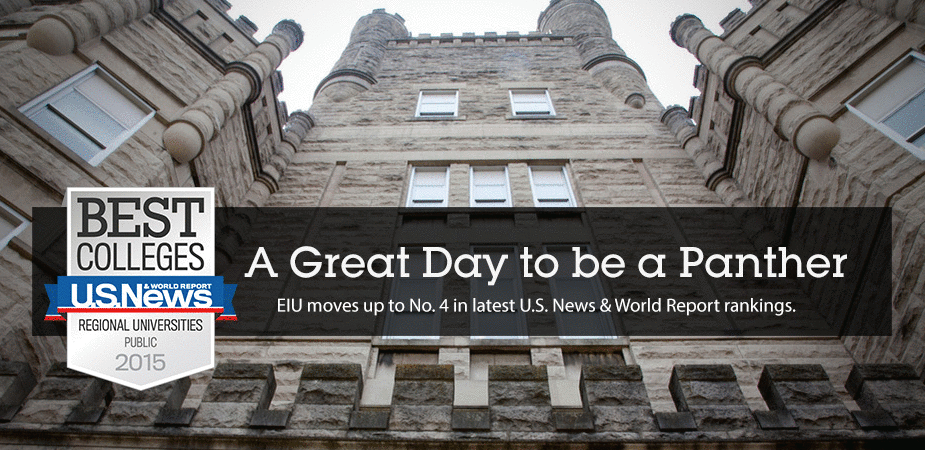 BEST
COLLEGES
U.S.News
& WORLD REPORT
REGIONAL UNIVERSITIES
PUBLIC
2015
A Great Day to be a Panther
EIU moves up to No. 4 in latest U.S. News & World Report rankings.